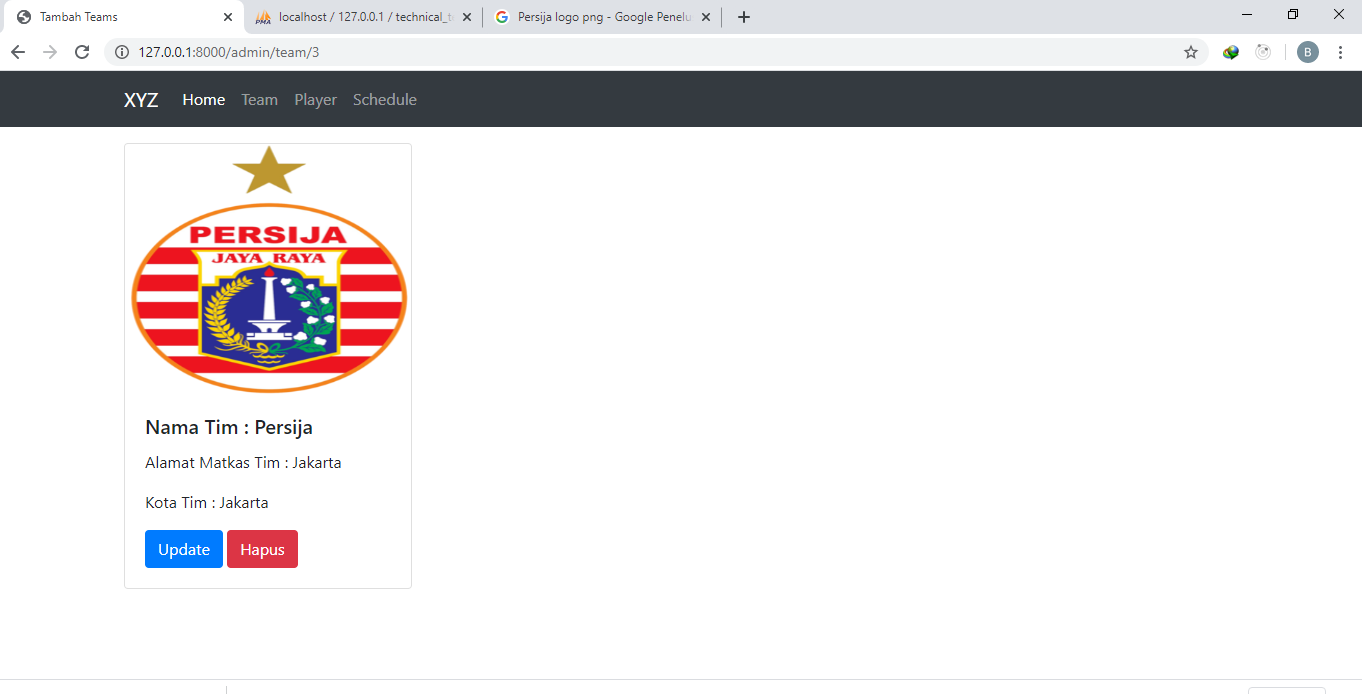 Tambah Teams
localhost / 127.0.0.1 / technical_t
Persija logo png - Google Penelu
127.0.0.1:8000/admin/team/3
B
XYZ Home Team Player Schedule
PERSIJA
JAYA RAYA
Nama Tim : Persija
Alamat Matkas Tim : Jakarta
Kota Tim : Jakarta
Update Hapus